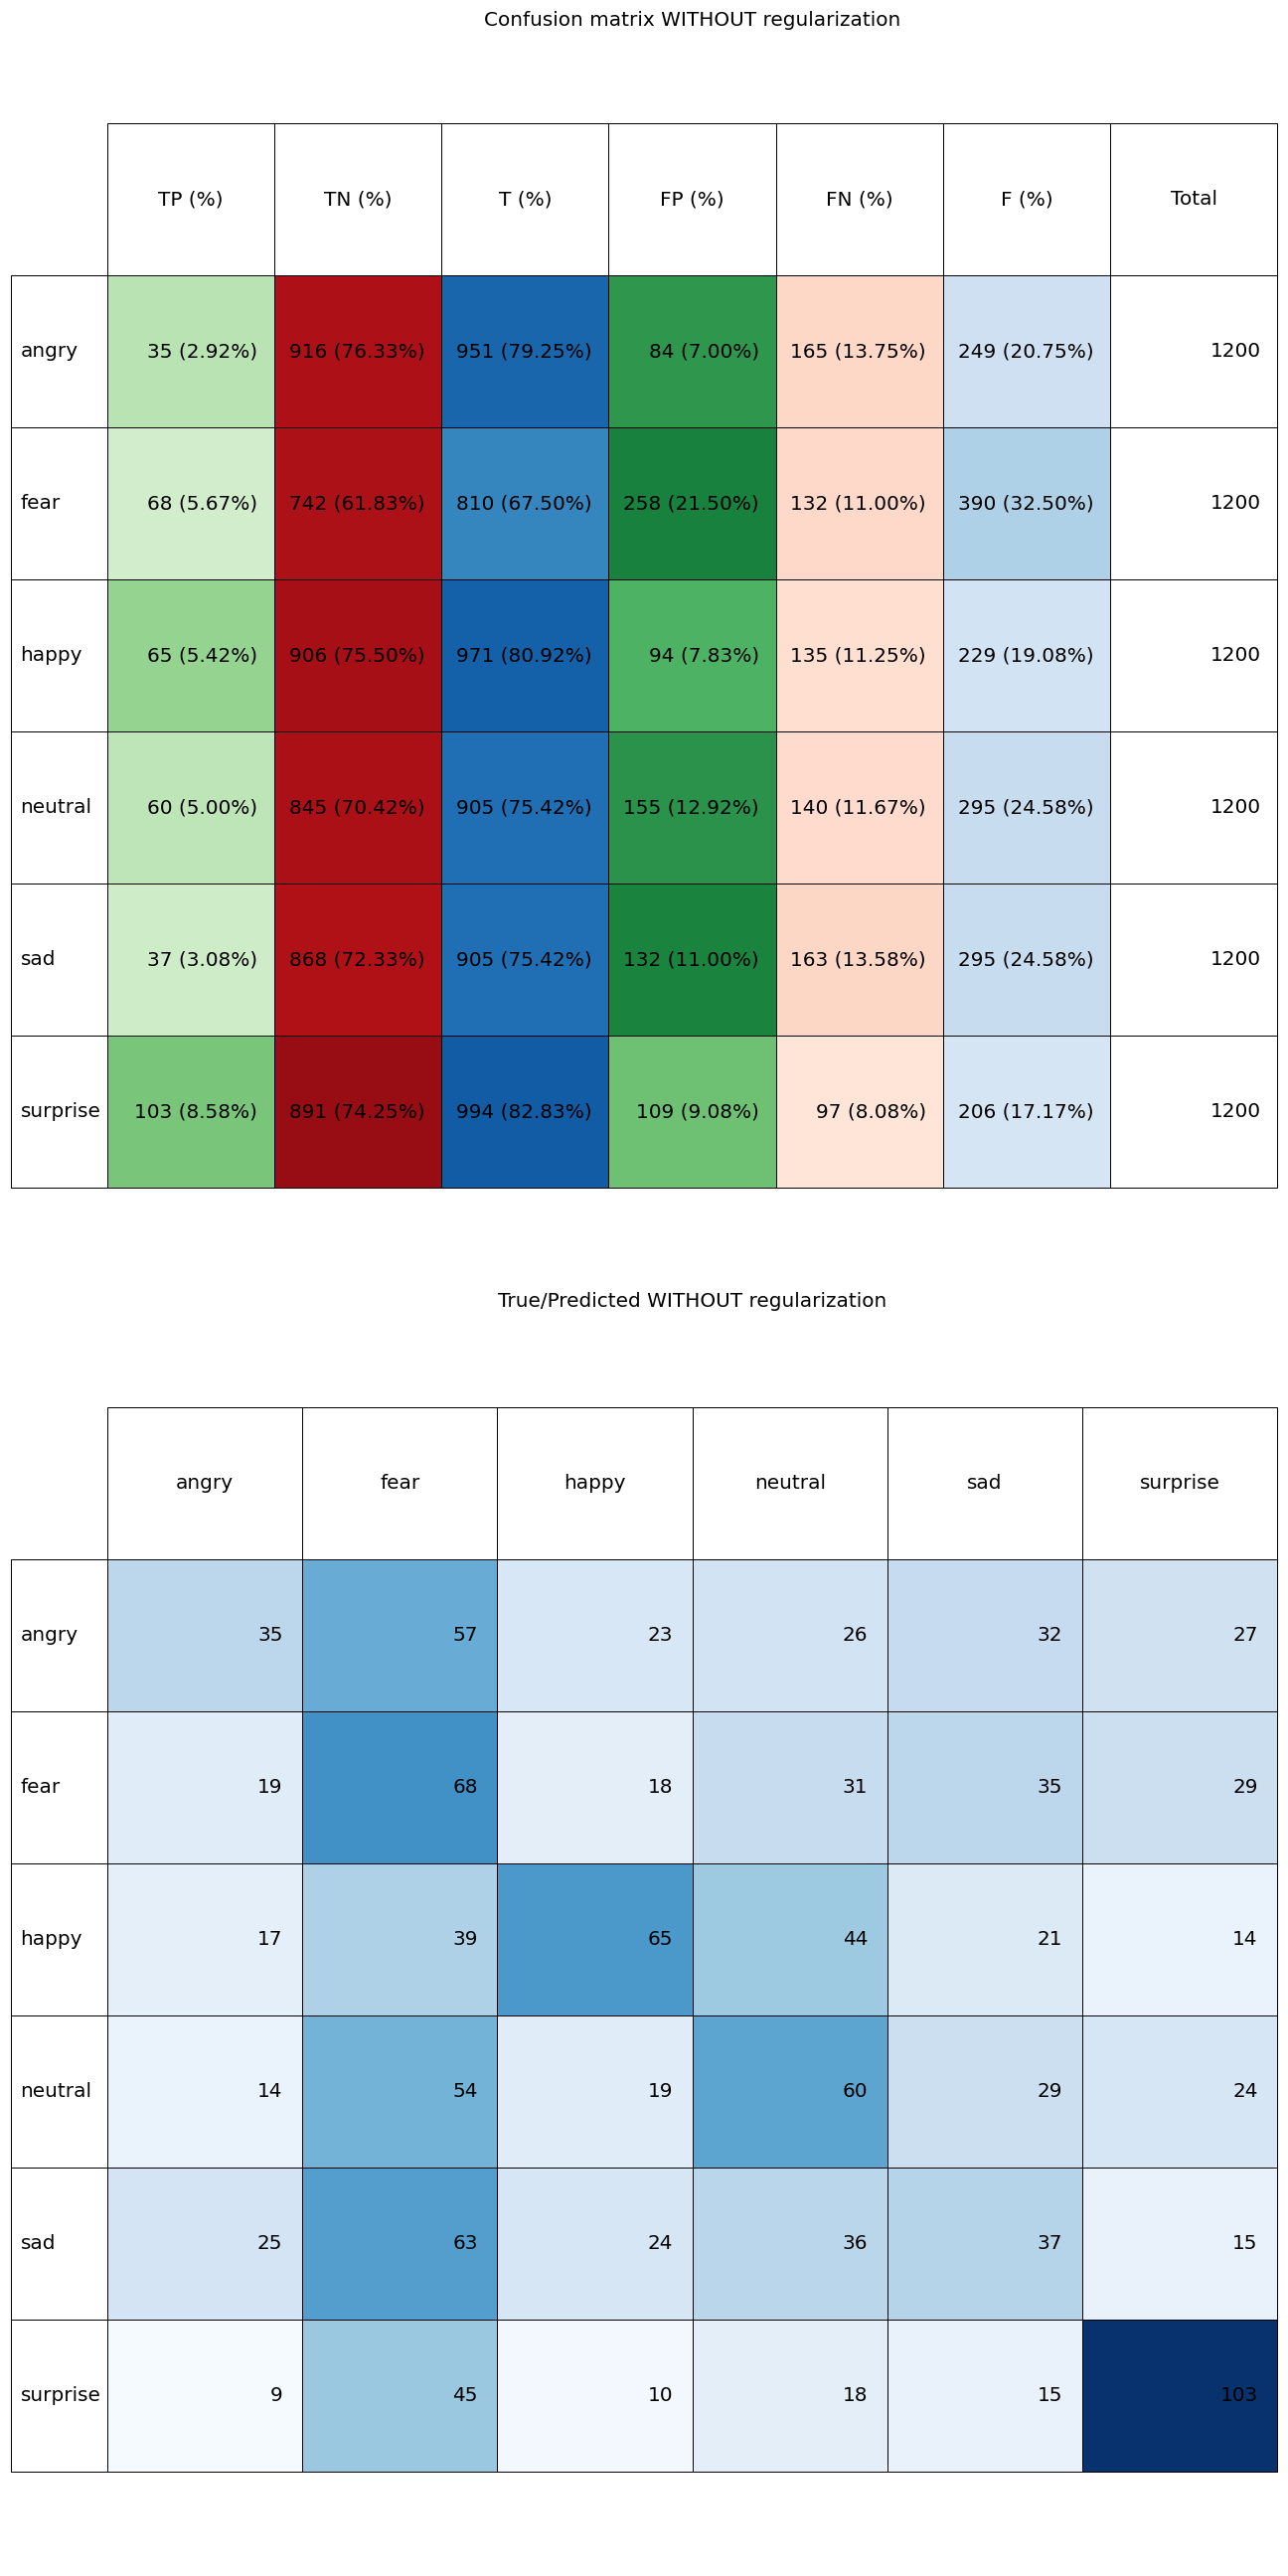 Confusion matrix WITHOUT regularization
TP (%) TN (%) T (%) FP (%) FN (%) F (%) Total
angry 35 (2.92%) 916 (76.33%) 951 (79.25%) 84 (7.00%) 165 (13.75%) 249 (20.75%) 1200
fear 68 (5.67%) 742 (61.83%) 810 (67.50%) 258 (21.50%) 132 (11.00%) 390 (32.50%) 1200
happy 65 (5.42%) 906 (75.50%) 971 (80.92%) 94 (7.83%) 135 (11.25%) 229 (19.08%) 1200
neutral 60 (5.00%) 845 (70.42%) 905 (75.42%) 155 (12.92%) 140 (11.67%) 295 (24.58%) 1200
sad 37 (3.08%) 868 (72.33%) 905 (75.42%) 132 (11.00%) 163 (13.58%) 295 (24.58%) 1200
surprise 103 (8.58%) 891 (74.25%) 994 (82.83%) 109 (9.08%) 97 (8.08%) 206 (17.17%) 1200
True/Predicted WITHOUT regularization
angry fear happy neutral sad surprise
angry 35 57 23 26 32 27
fear 19 68 18 31 35 29
happy 17 39 65 44 21 14
neutral 14 54 19 60 29 24
sad 25 63 24 36 37 15
surprise 9 45 10 18 15 103